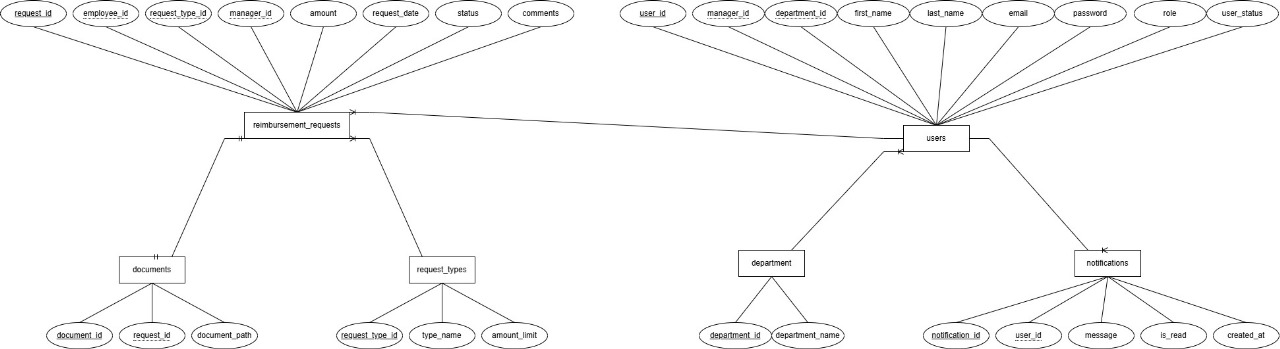 request_id
employee_id
request_type_id
manager_id
amount
request_date
status
comments
user_id
manager_id
department_id
first_name
last_name
email
password
role
user_status
reimbursement_requests
users
documents
request_types
department
notifications
document_id
request_id
document_path
request_type_id
type_name
amount_limit
department_id
department_name
notification_id
user_id
message
is_read
created_at